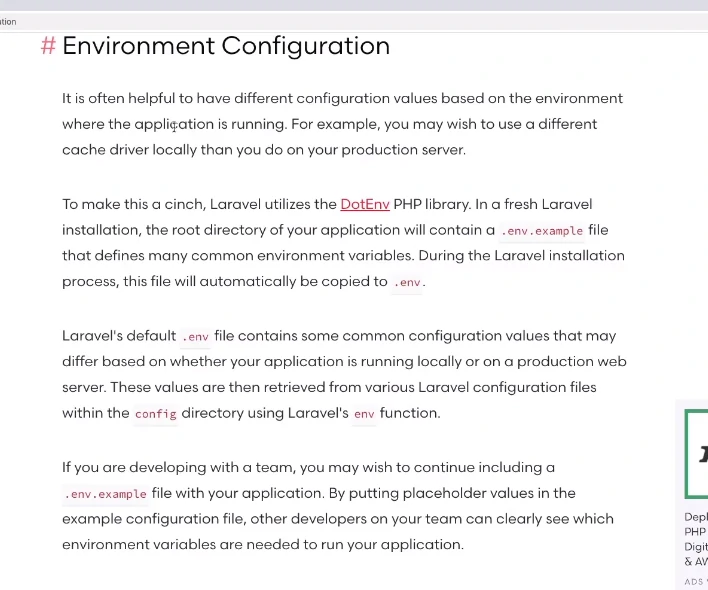 ution
# Environment Configuration
It is often helpful to have different configuration values based on the environment
where the application is running. For example, you may wish to use a different
cache driver locally than you do on your production server.
To make this a cinch, Laravel utilizes the DotEnv PHP library. In a fresh Laravel
installation, the root directory of your application will contain a .env.example file
that defines many common environment variables. During the Laravel installation
process, this file will automatically be copied to .env.
Laravel's default .env file contains some common configuration values that may
differ based on whether your application is running locally or on a production web
server. These values are then retrieved from various Laravel configuration files
within the config directory using Laravel's env function.
If you are developing with a team, you may wish to continue including a
.env.example file with your application. By putting placeholder values in the
example configuration file, other developers on your team can clearly see which
environment variables are needed to run your application.
Depl
PHP
Digit
& AW
ADS